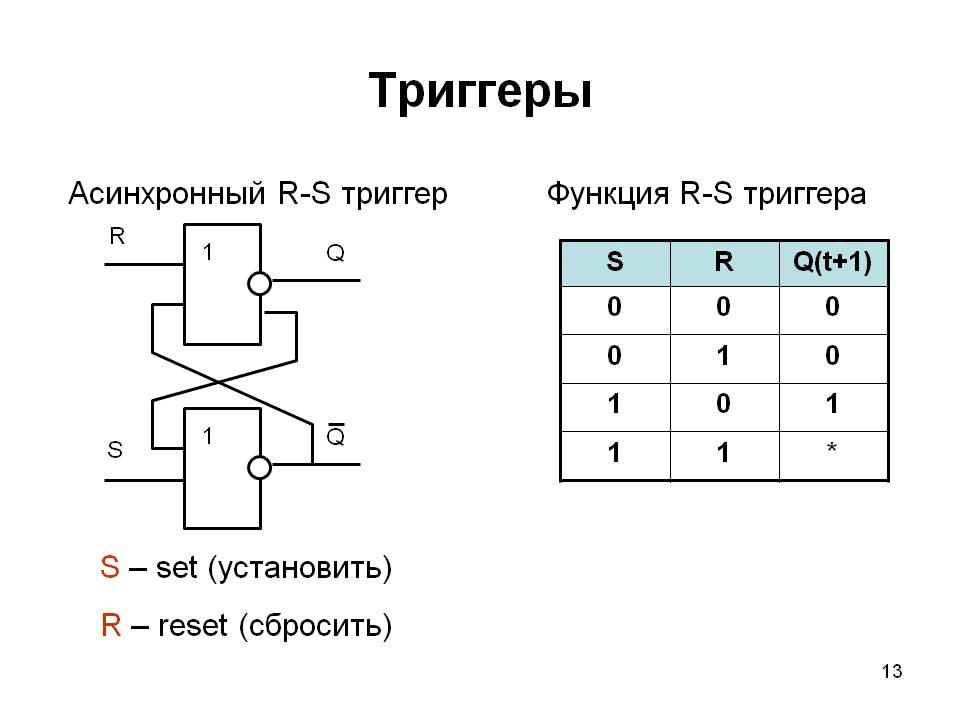 Триггеры
Асинхронный R-S триггер
R
1
Q
S
1
Q̅
S – set (установить)
R – reset (сбросить)
Функция R-S триггера
S R Q(t+1)
0 0 0
0 1 0
1 0 1
1 1 *
13